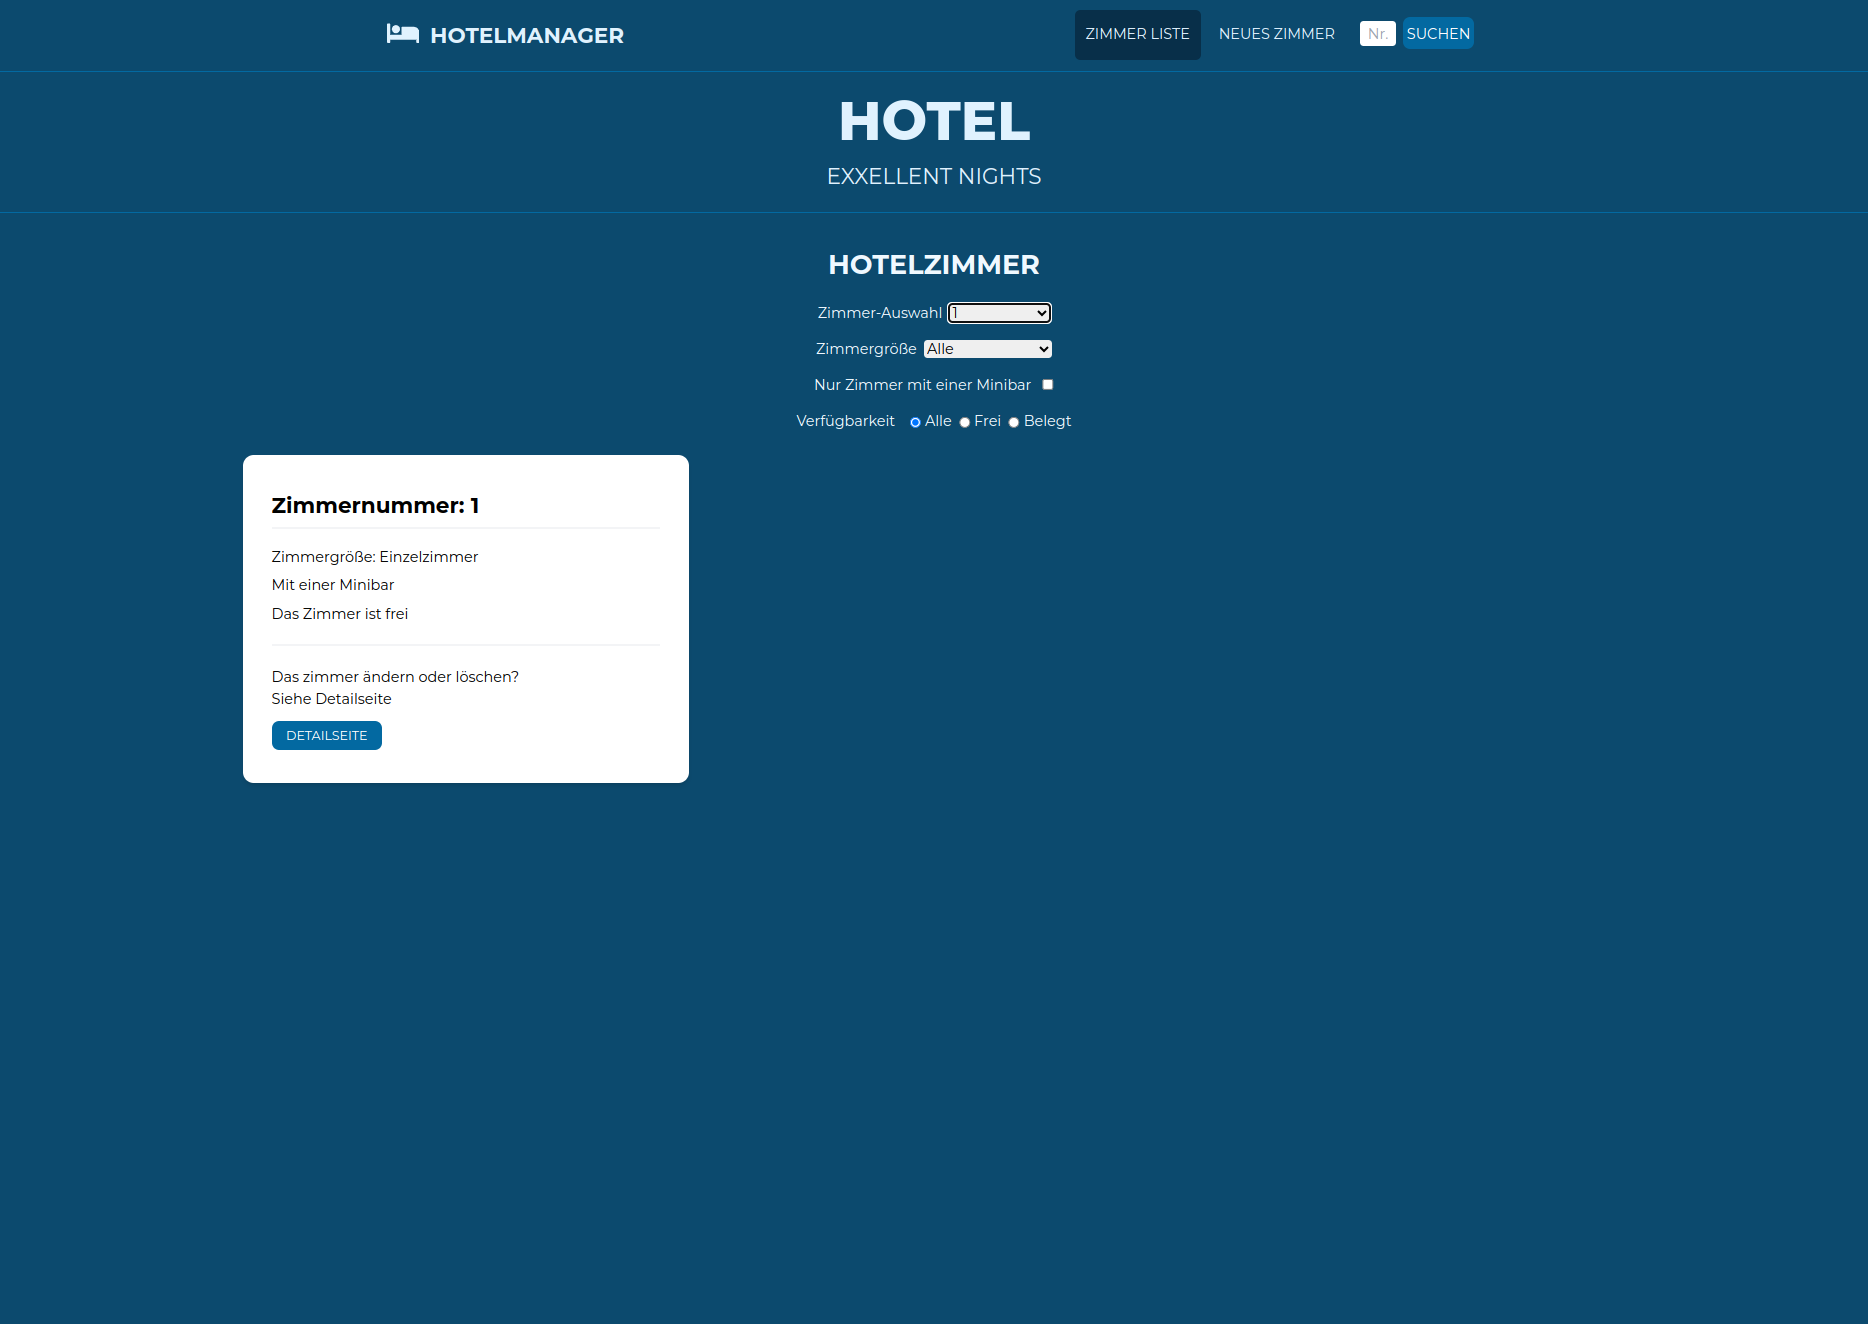 HOTELMANAGER
ZIMMER LISTE NEUES ZIMMER Nr. SUCHEN
HOTEL
EXXELLENT NIGHTS
HOTELZIMMER
Zimmer-Auswahl 1
Zimmergröße Alle
Nur Zimmer mit einer Minibar
Verfügbarkeit Alle Frei Belegt
Zimmernummer: 1
Zimmergröße: Einzelzimmer
Mit einer Minibar
Das Zimmer ist frei
Das zimmer ändern oder löschen?
Siehe Detailseite
DETAILSEITE